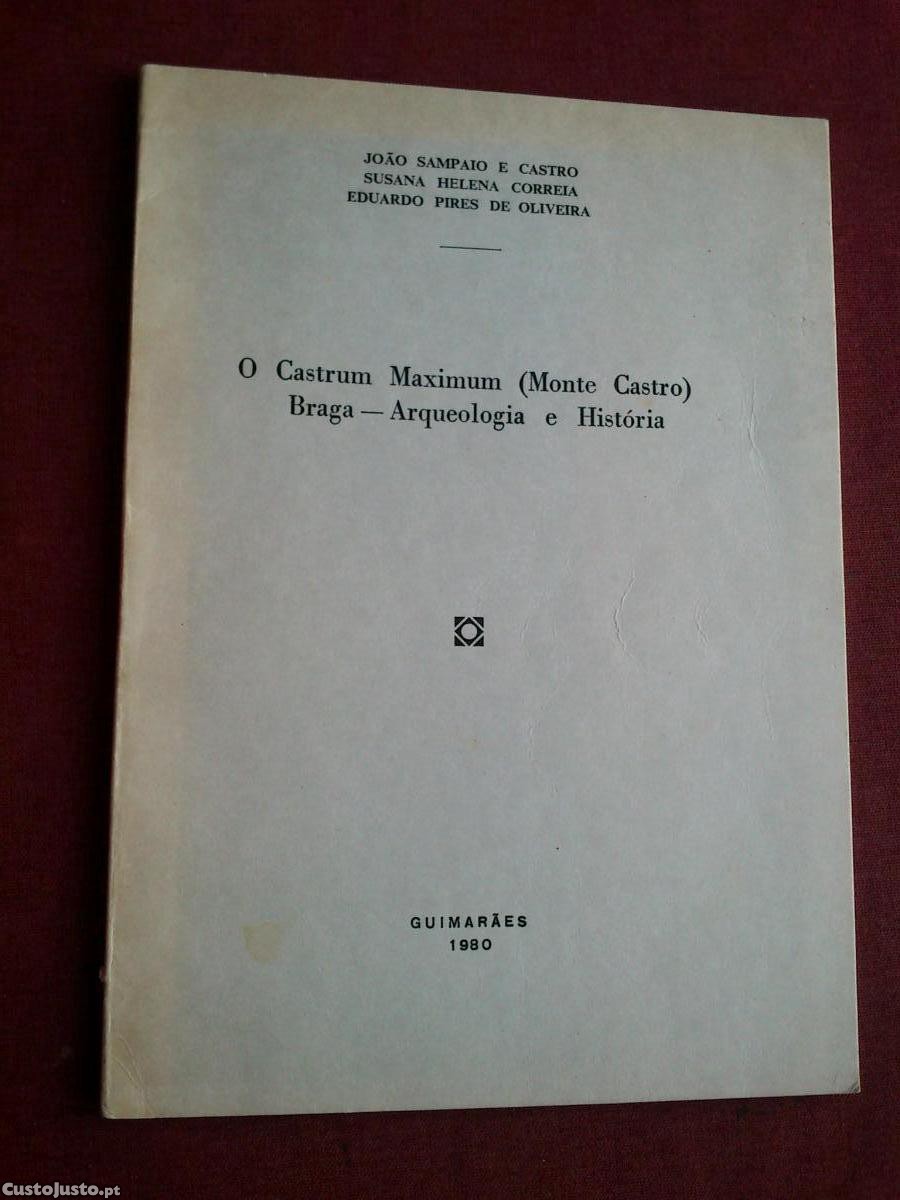 JOÃO SAMPAIO E CASTRO
SUSANA HELENA CORREIA
EDUARDO PIRES DE OLIVEIRA
O Castrum Maximum (Monte Castro)
Braga — Arqueologia e História
GUIMARÃES
1980
CustoJusto.pt